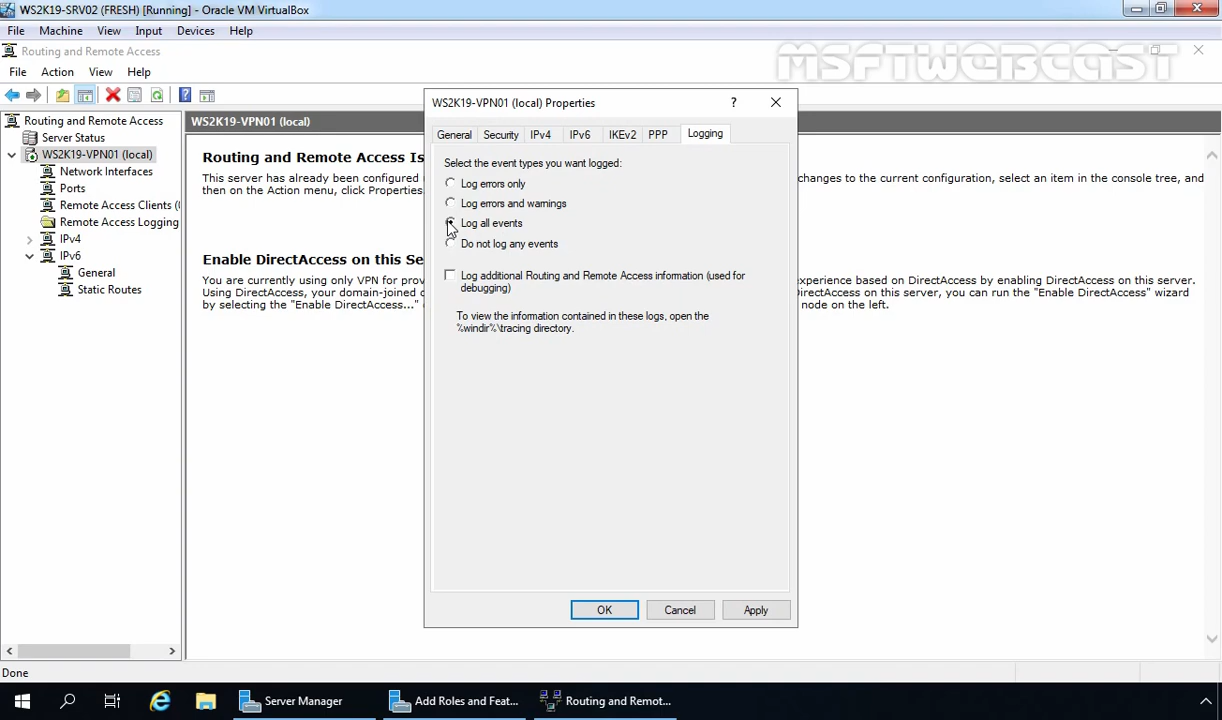 WS2K19-SRV02 (FRESH) [Running] - Oracle VM VirtualBox
File Machine View Input Devices Help
Routing and Remote Access
MSFTWEBCAST
File Action View Help
WS2K19-VPN01 (local) Properties
Routing and Remote Access
Server Status
WS2K19-VPN01 (local)
Network Interfaces
Ports
Remote Access Clients (
Remote Access Logging
IPv4
IPv6
General
Static Routes
WS2K19-VPN01 (local)
Routing and Remote Access Is
This server has already been configured
changes to the current configuration, select an item in the console tree, and
then on the Action menu, click Properties
Enable DirectAccess on this Se
You are currently using only VPN for prov
experience based on DirectAccess by enabling DirectAccess on this server.
Using DirectAccess, your domain-joined
DirectAccess on this server, you can run the "Enable DirectAccess" wizard
by selecting the "Enable DirectAccess..."
node on the left.
General Security IPv4 IPv6 IKEv2 PPP Logging
Select the event types you want logged:
Log errors only
Log errors and warnings
Log all events
Do not log any events
Log additional Routing and Remote Access information (used for
debugging)
To view the information contained in these logs, open the
%windir%\tracing directory.
OK Cancel Apply
Done
Server Manager Add Roles and Feat... Routing and Remot...